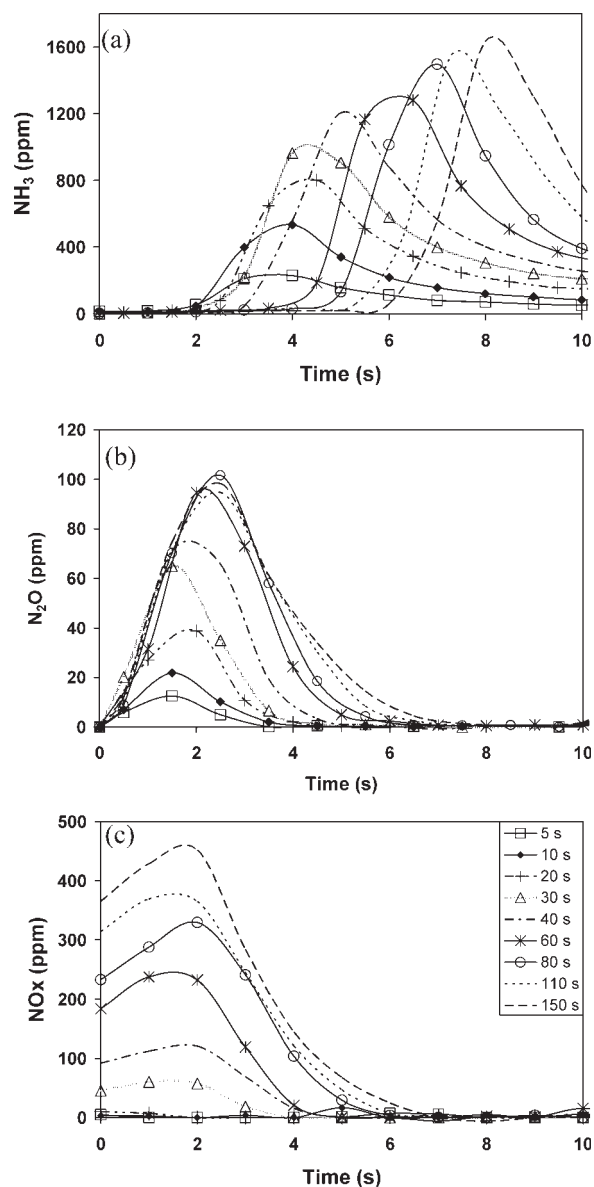 (a)
1600
1200
800
400
0
NH₃ (ppm)
0 2 4 6 8 10
Time (s)
(b)
120
100
80
60
40
20
0
N₂O (ppm)
0 2 4 6 8 10
Time (s)
(c)
500
400
300
200
100
0
NOx (ppm)
5 s
10 s
20 s
30 s
40 s
60 s
80 s
110 s
150 s
0 2 4 6 8 10
Time (s)